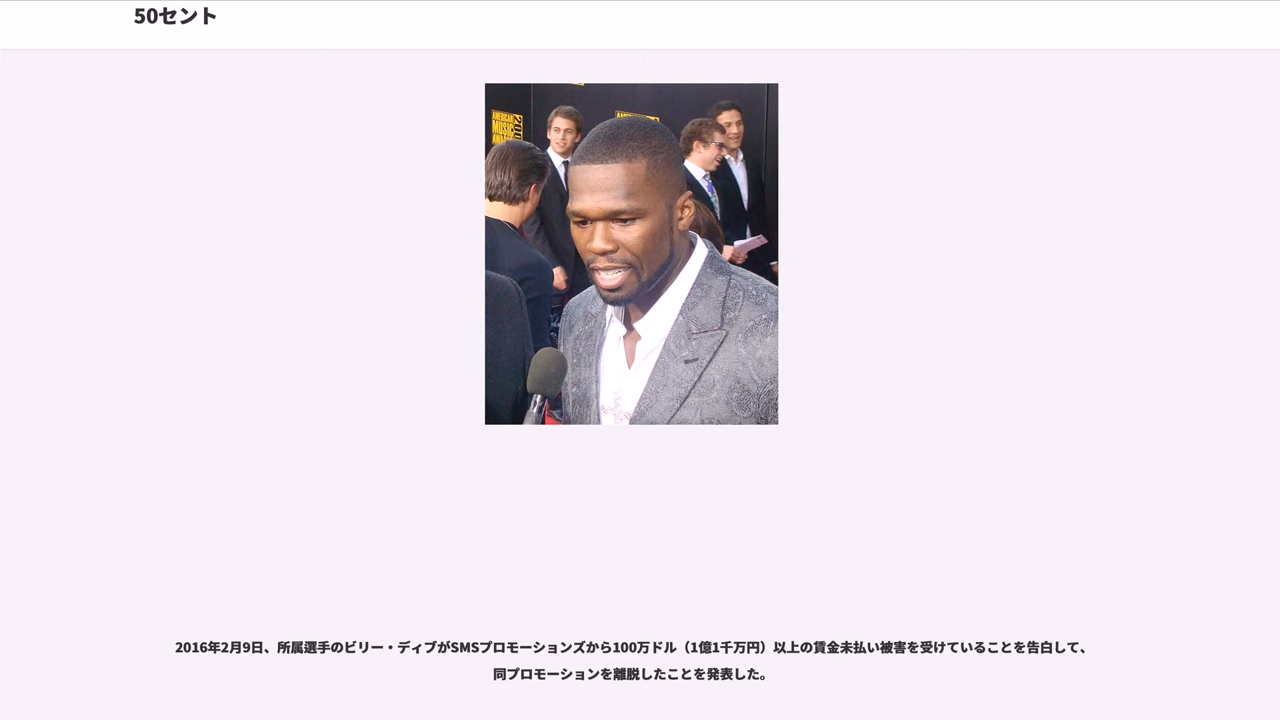 50セント
AMERICAN
MUSIC
2016年2月9日、所属選手のビリー・ディブがSMSプロモーションズから100万ドル（1億1千万円）以上の賃金未払い被害を受けていることを告白して、
同プロモーションを離脱したことを発表した。